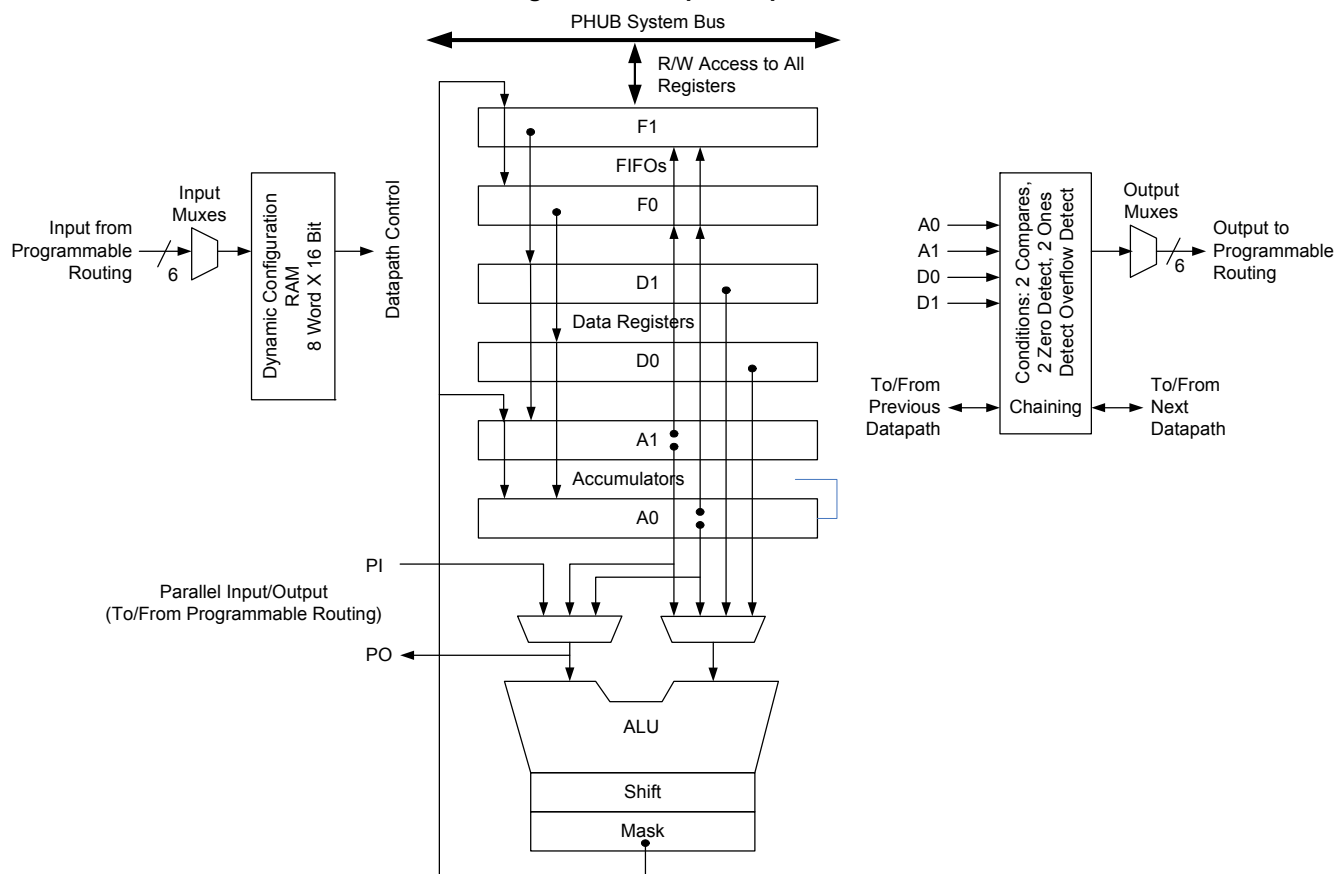 PHUB System Bus
R/W Access to All
Registers
F1
FIFOs
F0
D1
Data Registers
D0
A1
Accumulators
A0
Input from
Programmable
Routing
6
Input
Muxes
Dynamic Configuration
RAM
8 Word X 16 Bit
Datapath Control
A0
A1
D0
D1
Conditions: 2 Compares,
2 Zero Detect, 2 Ones
Detect Overflow Detect
Output
Muxes
6
Output to
Programmable
Routing
To/From
Previous
Datapath
Chaining
To/From
Next
Datapath
PI
Parallel Input/Output
(To/From Programmable Routing)
PO
ALU
Shift
Mask